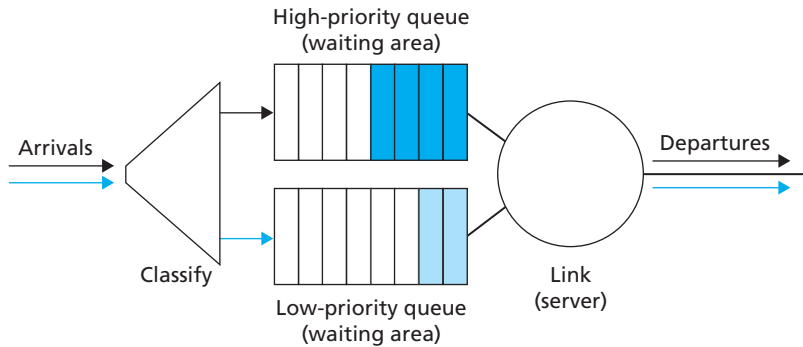 High-priority queue
(waiting area)
Arrivals
Departures
Classify
Link
(server)
Low-priority queue
(waiting area)